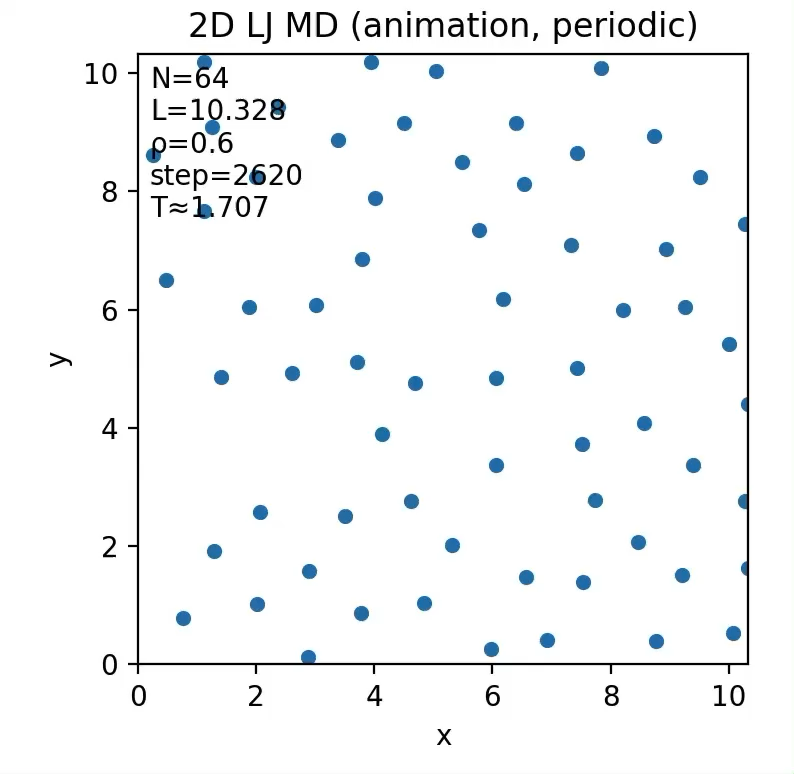 2D LJ MD (animation, periodic)
N=64
L=10.328
ρ=0.6
step=2620
T≈1.707
10
8
6
4
2
0
y
0 2 4 6 8 10
x